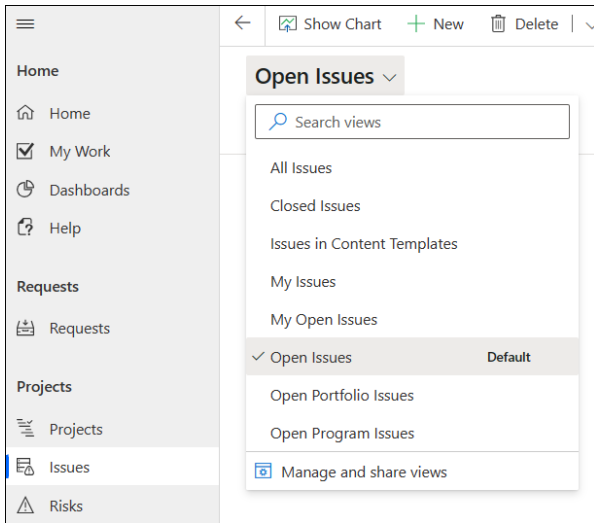 Show Chart New Delete
Home
Open Issues
Search views
Home
My Work
All Issues
Dashboards
Closed Issues
Help
Issues in Content Templates
My Issues
Requests
Requests
My Open Issues
Open Issues Default
Projects
Open Portfolio Issues
Projects
Open Program Issues
Issues
Manage and share views
Risks